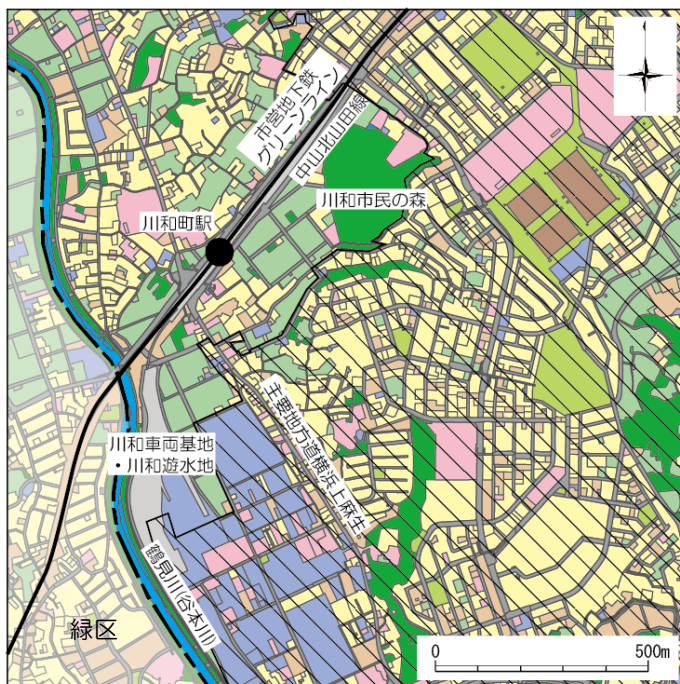 市営地下鉄
グリーンライン
中山北山田線
川和町駅
川和市民の森
主要地方道横浜上麻生
川和車両基地
・川和遊水地
鶴見川(谷本川)
緑区
0
500m